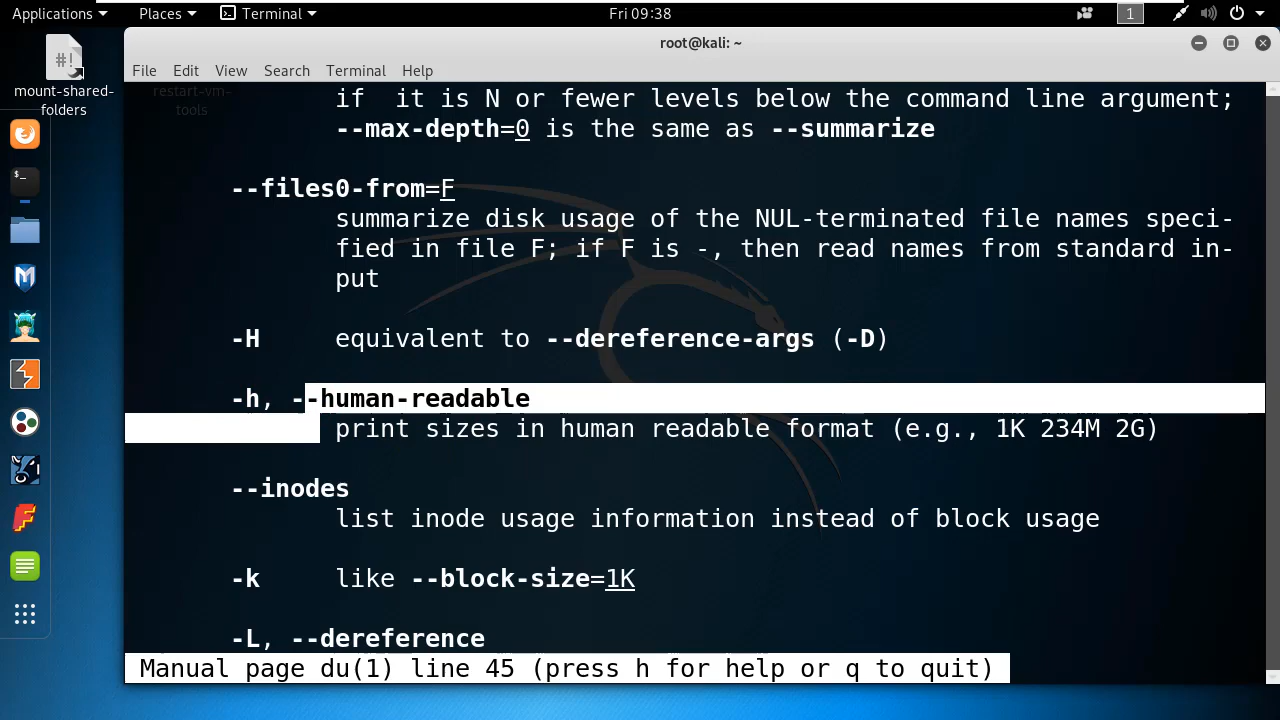 Applications Places Terminal Fri 09:38 1
root@kali: ~
File Edit View Search Terminal Help
#!
mount-shared-
folders
restart-vm-
tools
if  it is N or fewer levels below the command line argument;
--max-depth=0 is the same as --summarize
--files0-from=F
summarize disk usage of the NUL-terminated file names speci-
fied in file F; if F is -, then read names from standard in-
put
-H     equivalent to --dereference-args (-D)
-h, --human-readable
print sizes in human readable format (e.g., 1K 234M 2G)
--inodes
list inode usage information instead of block usage
-k     like --block-size=1K
-L, --dereference
Manual page du(1) line 45 (press h for help or q to quit)